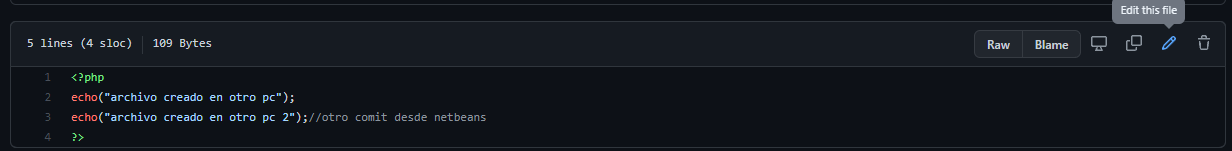 Edit this file
5 lines (4 sloc) 109 Bytes Raw Blame
1 <?php
2 echo("archivo creado en otro pc");
3 echo("archivo creado en otro pc 2");//otro comit desde netbeans
4 ?>